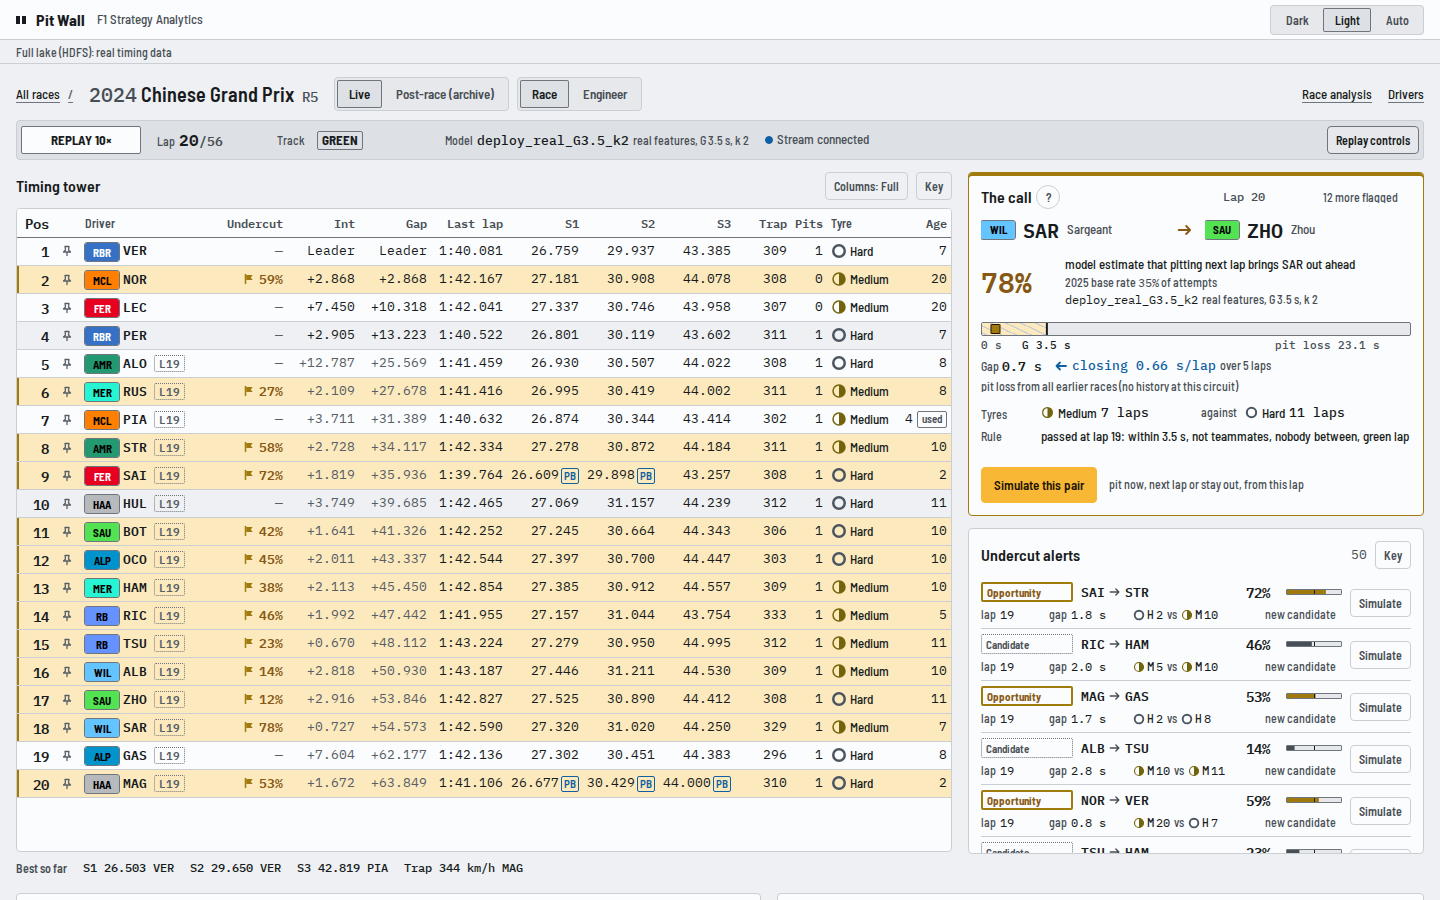 Pit Wall F1 Strategy Analytics Dark Light Auto
Full lake (HDFS): real timing data
All races / 2024 Chinese Grand Prix R5 Live Post-race (archive) Race Engineer Race analysis Drivers
REPLAY 10× Lap 20/56 Track GREEN Model deploy_real_G3.5_k2 real features, G 3.5 s, k 2 Stream connected Replay controls
Timing tower Columns: Full Key
Pos Driver Undercut Int Gap Last lap S1 S2 S3 Trap Pits Tyre Age
1 RBR VER — Leader Leader 1:40.081 26.759 29.937 43.385 309 1 Hard 7
2 MCL NOR 59% +2.868 +2.868 1:42.167 27.181 30.908 44.078 308 0 Medium 20
3 FER LEC — +7.450 +10.318 1:42.041 27.337 30.746 43.958 307 0 Medium 20
4 RBR PER — +2.905 +13.223 1:40.522 26.801 30.119 43.602 311 1 Hard 7
5 AMR ALO L19 — +12.787 +25.569 1:41.459 26.930 30.507 44.022 308 1 Hard 8
6 MER RUS L19 27% +2.109 +27.678 1:41.416 26.995 30.419 44.002 311 1 Medium 8
7 MCL PIA L19 — +3.711 +31.389 1:40.632 26.874 30.344 43.414 302 1 Medium 4 used
8 AMR STR L19 58% +2.728 +34.117 1:42.334 27.278 30.872 44.184 311 1 Medium 10
9 FER SAI L19 72% +1.819 +35.936 1:39.764 26.609 PB 29.898 PB 43.257 308 1 Hard 2
10 HAA HUL L19 — +3.749 +39.685 1:42.465 27.069 31.157 44.239 312 1 Hard 11
11 SAU BOT L19 42% +1.641 +41.326 1:42.252 27.245 30.664 44.343 306 1 Hard 10
12 ALP OCO L19 45% +2.011 +43.337 1:42.544 27.397 30.700 44.447 303 1 Hard 10
13 MER HAM L19 38% +2.113 +45.450 1:42.854 27.385 30.912 44.557 309 1 Medium 10
14 RB RIC L19 46% +1.992 +47.442 1:41.955 27.157 31.044 43.754 333 1 Medium 5
15 RB TSU L19 23% +0.670 +48.112 1:43.224 27.279 30.950 44.995 312 1 Medium 11
16 WIL ALB L19 14% +2.818 +50.930 1:43.187 27.446 31.211 44.530 309 1 Medium 10
17 SAU ZHO L19 12% +2.916 +53.846 1:42.827 27.525 30.890 44.412 308 1 Hard 11
18 WIL SAR L19 78% +0.727 +54.573 1:42.590 27.320 31.020 44.250 329 1 Medium 7
19 ALP GAS L19 — +7.604 +62.177 1:42.136 27.302 30.451 44.383 296 1 Hard 8
20 HAA MAG L19 53% +1.672 +63.849 1:41.106 26.677 PB 30.429 PB 44.000 PB 310 1 Hard 2
Best so far S1 26.503 VER S2 29.650 VER S3 42.819 PIA Trap 344 km/h MAG
The call ? Lap 20 12 more flagged
WIL SAR Sargeant → SAU ZHO Zhou
78% model estimate that pitting next lap brings SAR out ahead
2025 base rate 35% of attempts
deploy_real_G3.5_k2 real features, G 3.5 s, k 2
0 s G 3.5 s pit loss 23.1 s
Gap 0.7 s ← closing 0.66 s/lap over 5 laps
pit loss from all earlier races (no history at this circuit)
Tyres Medium 7 laps against Hard 11 laps
Rule passed at lap 19: within 3.5 s, not teammates, nobody between, green lap
Simulate this pair pit now, next lap or stay out, from this lap
Undercut alerts 50 Key
Opportunity SAI → STR 72% Simulate
lap 19 gap 1.8 s H 2 vs M 10 new candidate
Candidate RIC → HAM 46% Simulate
lap 19 gap 2.0 s M 5 vs M 10 new candidate
Opportunity MAG → GAS 53% Simulate
lap 19 gap 1.7 s H 2 vs H 8 new candidate
Candidate ALB → TSU 14% Simulate
lap 19 gap 2.8 s M 10 vs M 11 new candidate
Opportunity NOR → VER 59% Simulate
lap 19 gap 0.8 s M 20 vs H 7 new candidate
Candidate TSU → HAM 23%